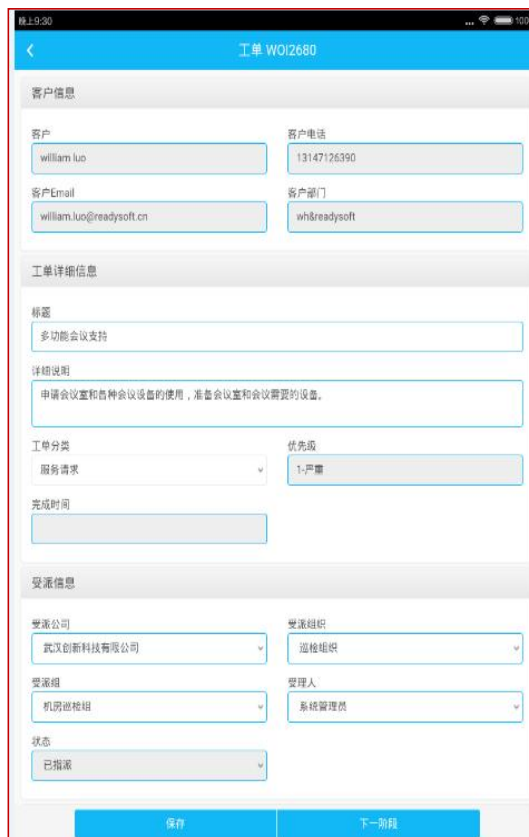 晚上9:30 ... 100
工单 WOI2680
客户信息
客户 客户电话
william luo 13147126390
客户Email 客户部门
william.luo@readysoft.cn wh&readysoft
工单详细信息
标题
多功能会议支持
详细说明
申请会议室和各种会议设备的使用，准备会议室和会议需要的设备。
工单分类 优先级
服务请求 1-严重
完成时间
受派信息
受派公司 受派组织
武汉创新科技有限公司 巡检组织
受派组 受理人
机房巡检组 系统管理员
状态
已指派
保存 下一阶段